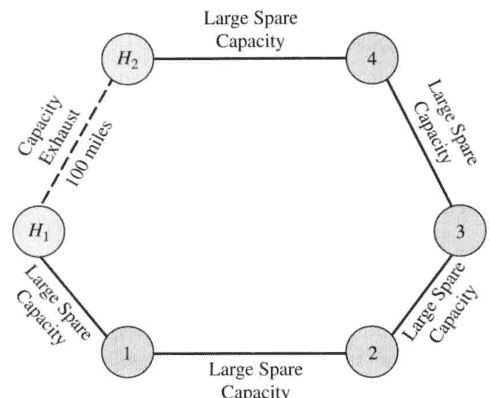 Large Spare
Capacity
H₂
4
Capacity
Exhaust
100 miles
Large Spare
Capacity
H₁
3
Large Spare
Capacity
Large Spare
Capacity
1
2
Large Spare
Capacity